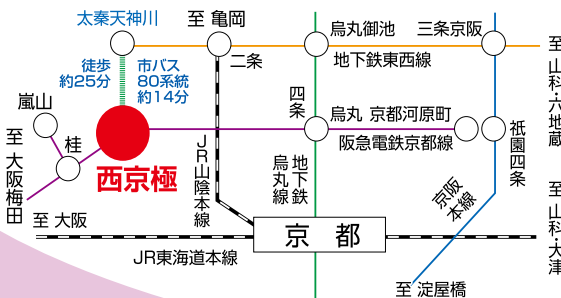 太秦天神川
至 亀岡
烏丸御池
三条京阪
二条
地下鉄東西線
至 山科・六地蔵
徒歩
約25分
市バス
80系統
約14分
嵐山
桂
至 大阪梅田
西京極
四条
烏丸
京都河原町
阪急電鉄京都線
祇園四条
JR山陰本線
地下鉄
烏丸線
京阪
本線
至 山科・大津
至 大阪
京都
JR東海道本線
至 淀屋橋